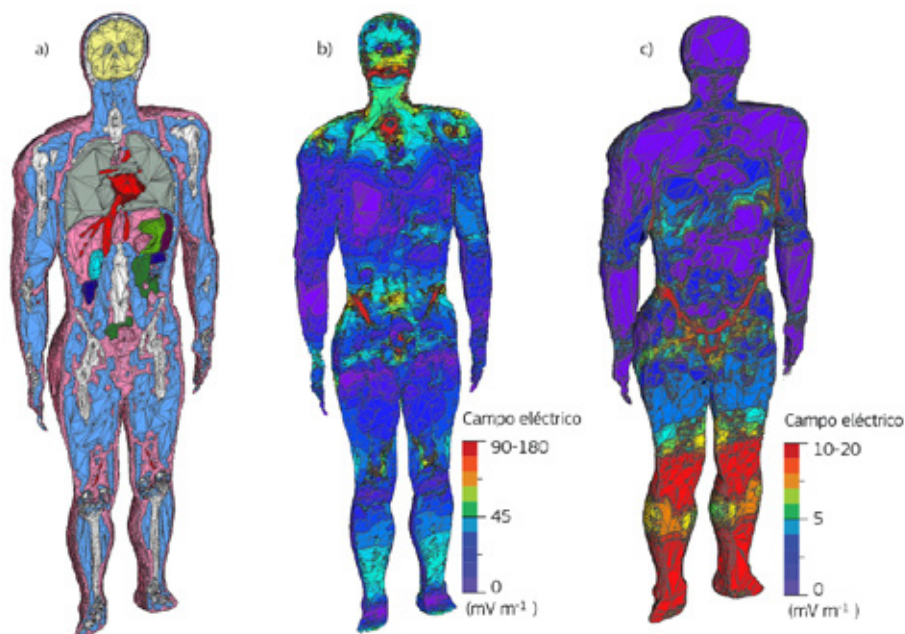 a)
b)
c)
Campo eléctrico
90-180
45
0
(mV m⁻¹ )
Campo eléctrico
10-20
5
0
(mV m⁻¹ )